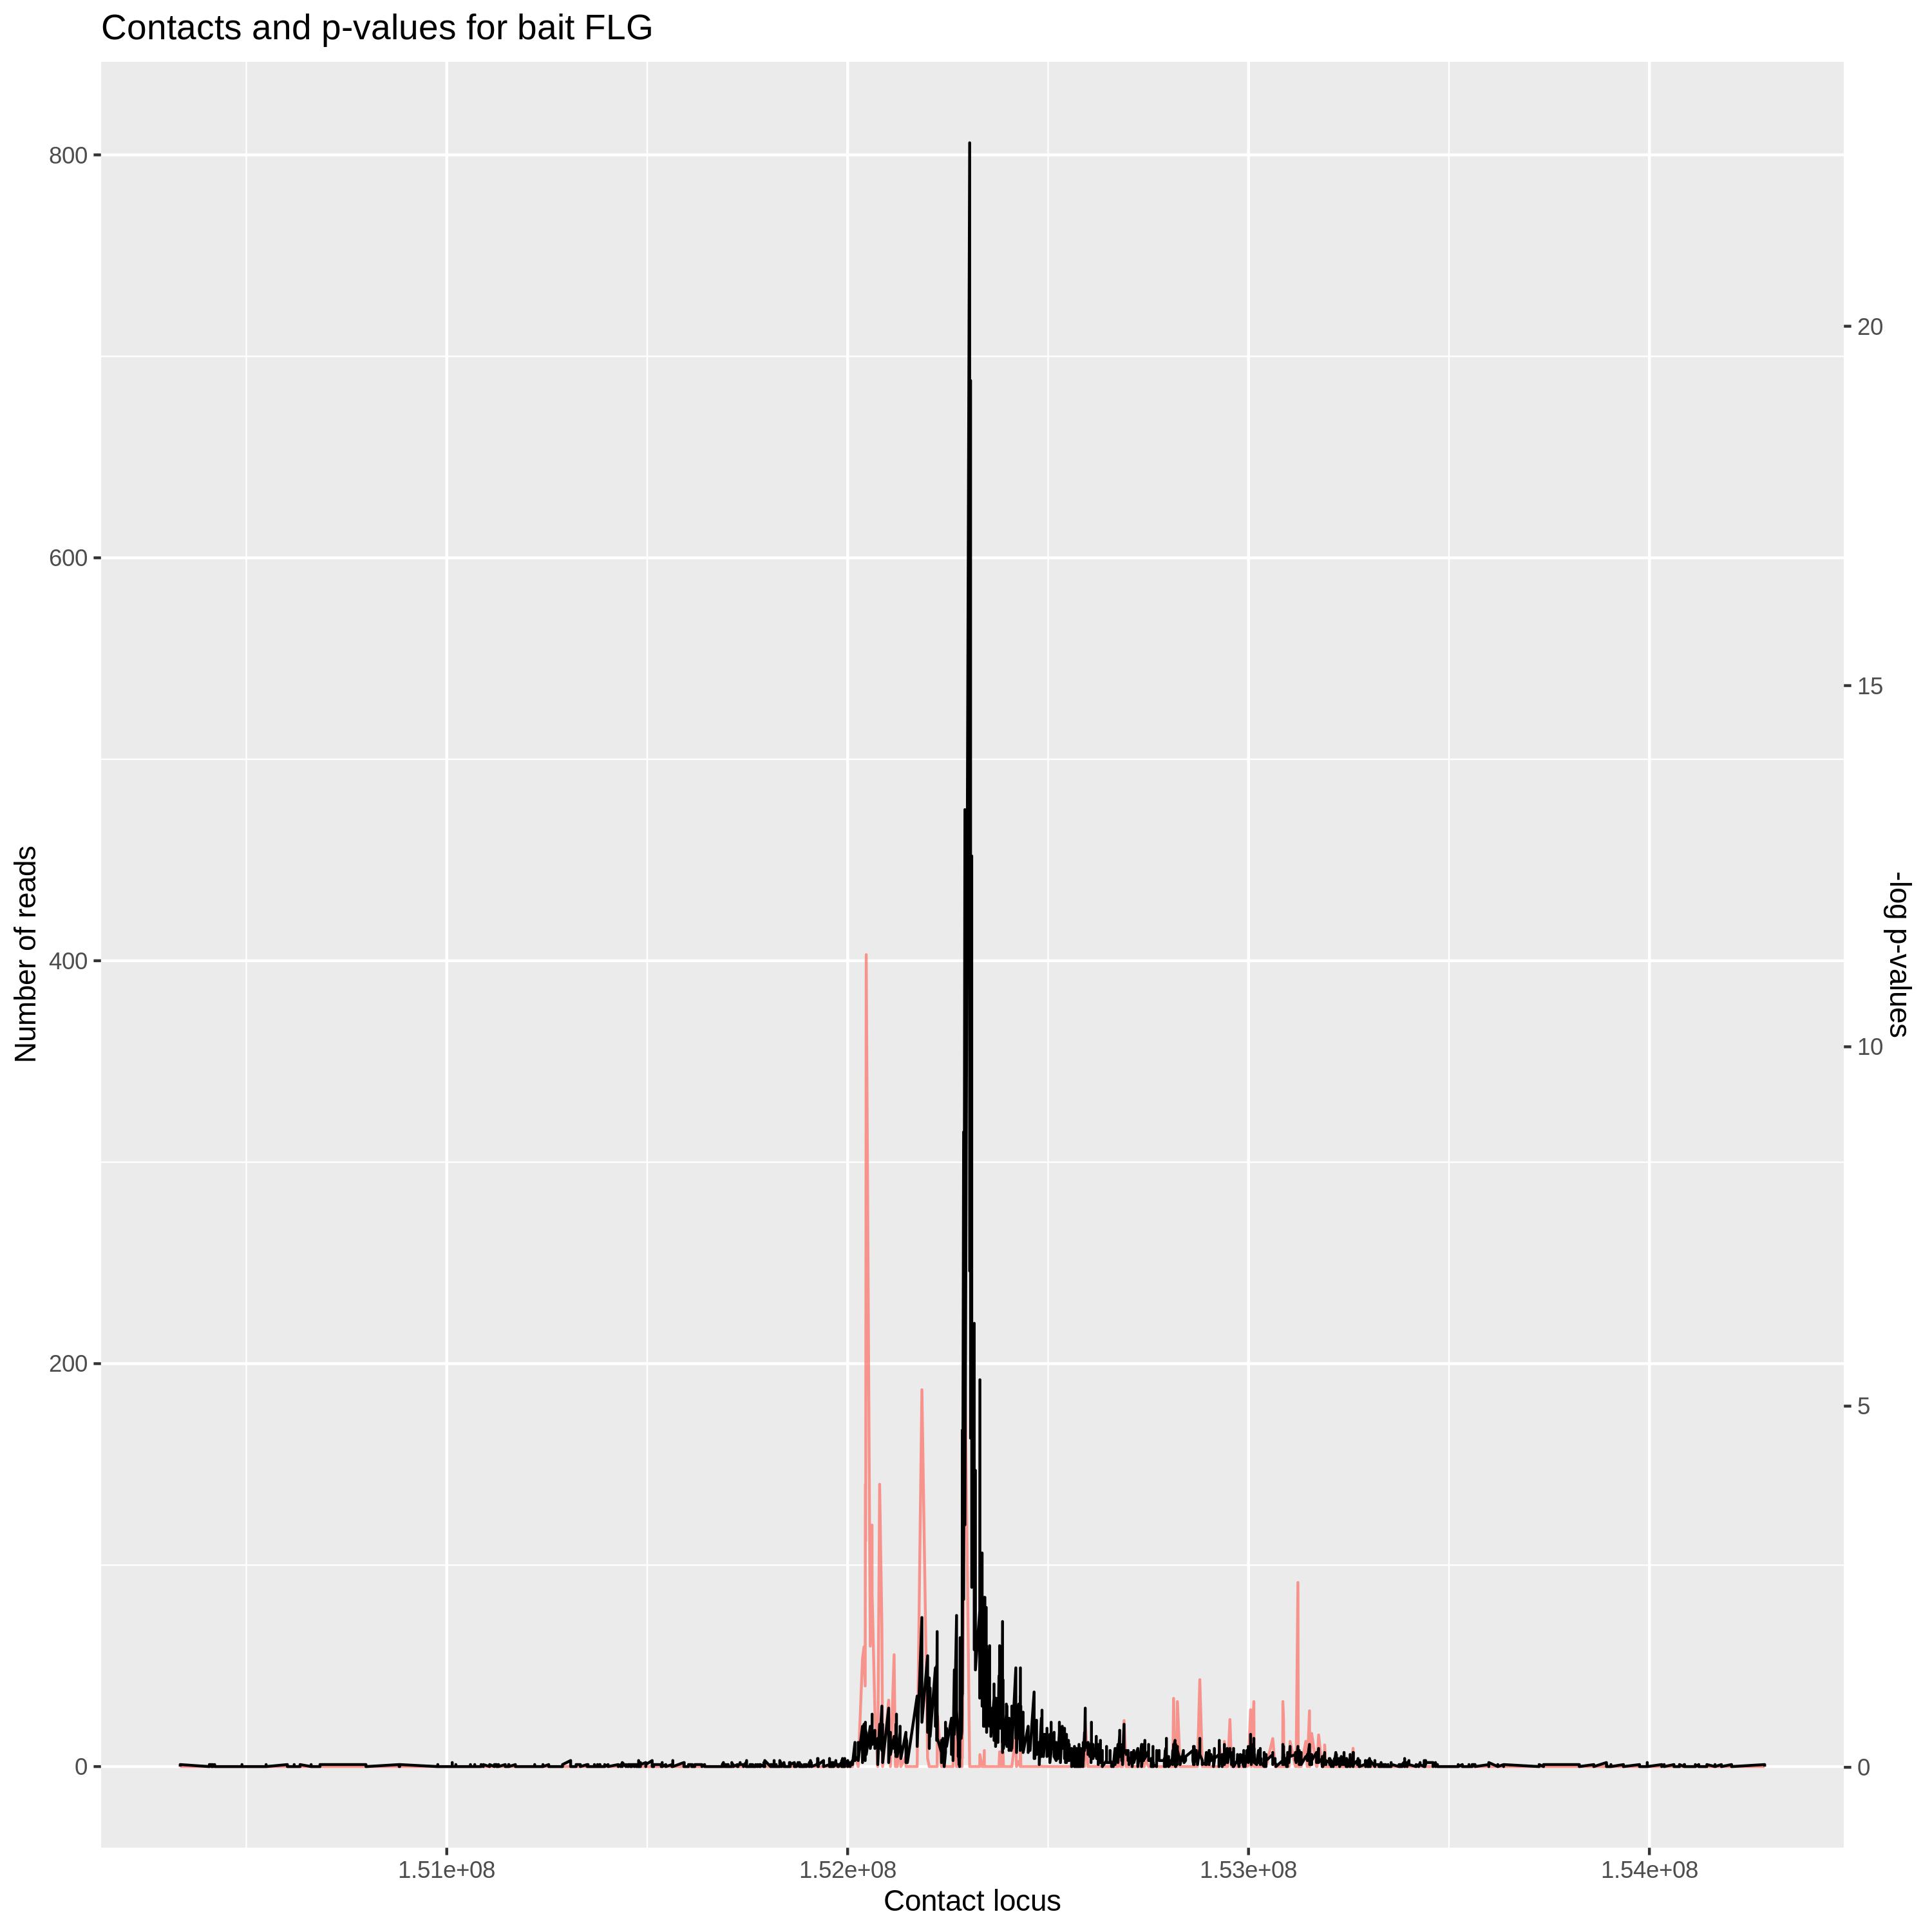 Contacts and p-values for bait FLG
800
600
400
200
0
Number of reads
20
15
10
5
0
-log p-values
1.51e+08
1.52e+08
1.53e+08
1.54e+08
Contact locus